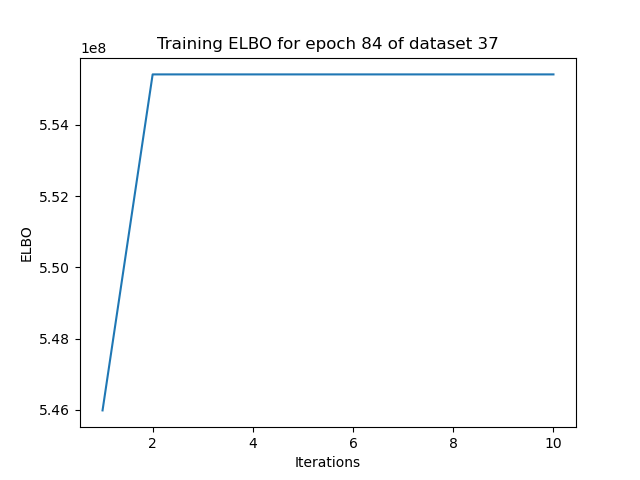 Training ELBO for epoch 84 of dataset 37
1e8
5.54
5.52
5.50
5.48
5.46
ELBO
2 4 6 8 10
Iterations